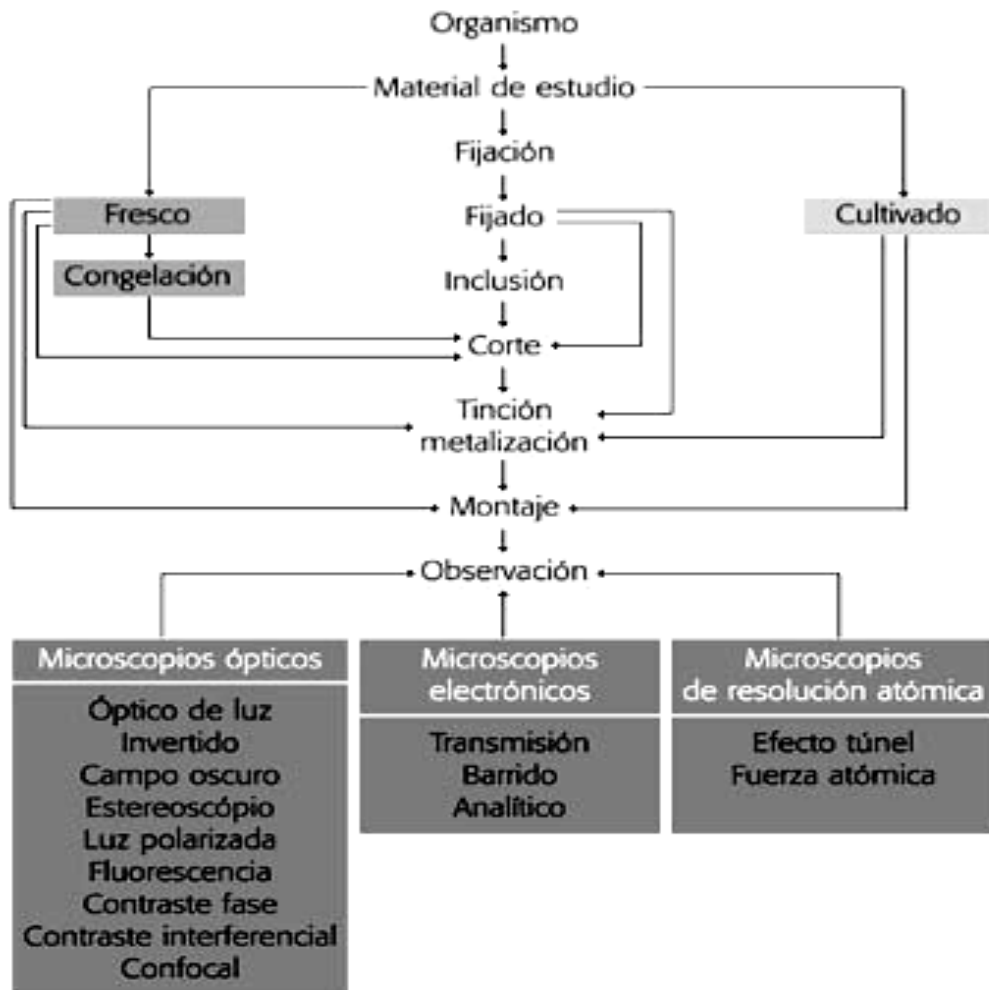 Organismo
Material de estudio
Fijación
Fresco
Fijado
Cultivado
Congelación
Inclusión
Corte
Tinción
metalización
Montaje
Observación
Microscopios ópticos
Óptico de luz
Invertido
Campo oscuro
Estereoscópio
Luz polarizada
Fluorescencia
Contraste fase
Contraste interferencial
Confocal
Microscopios
electrónicos
Transmisión
Barrido
Analítico
Microscopios
de resolución atómica
Efecto túnel
Fuerza atómica